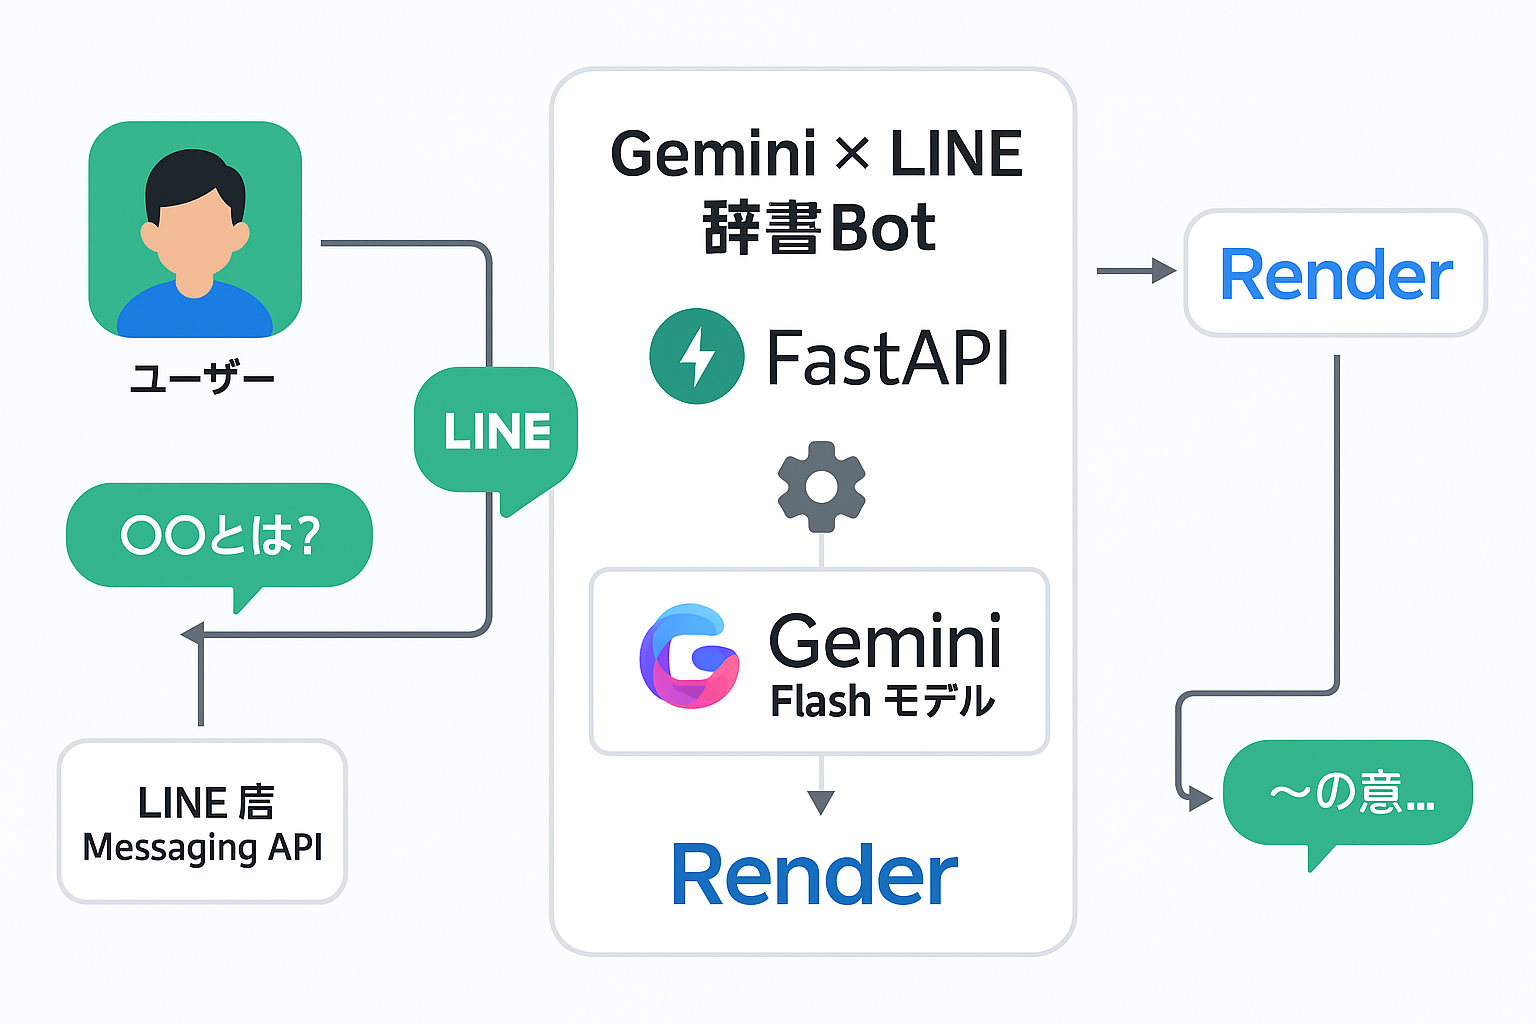 Gemini × LINE
辞書Bot
FastAPI
Gemini
Flash モデル
Render
ユーザー
LINE
〇〇とは?
LINE
Messaging API
Render
～の意...